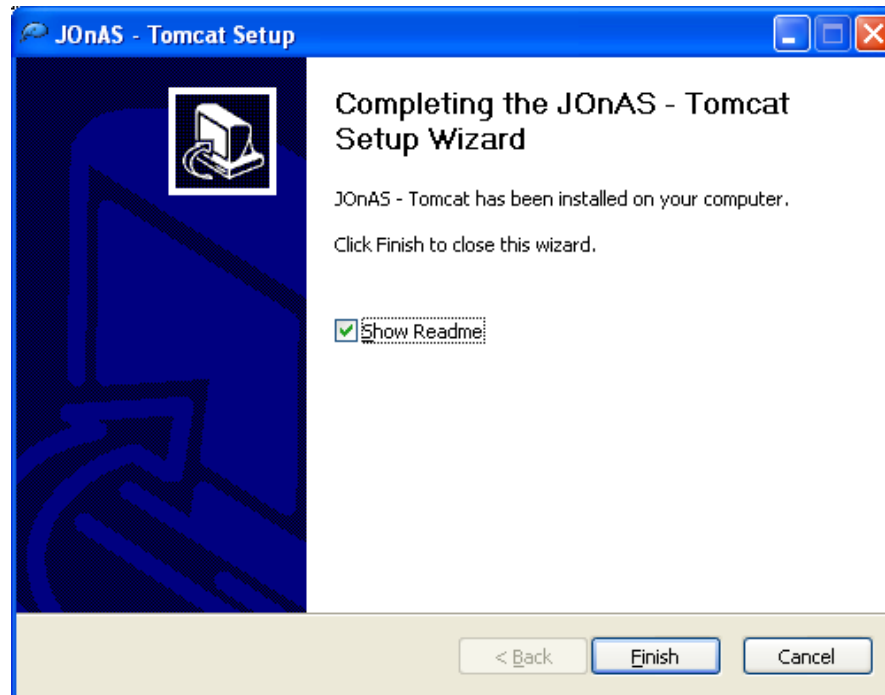 JOnAS - Tomcat Setup
Completing the JOnAS - Tomcat
Setup Wizard
JOnAS - Tomcat has been installed on your computer.
Click Finish to close this wizard.
Show Readme
< Back Finish Cancel